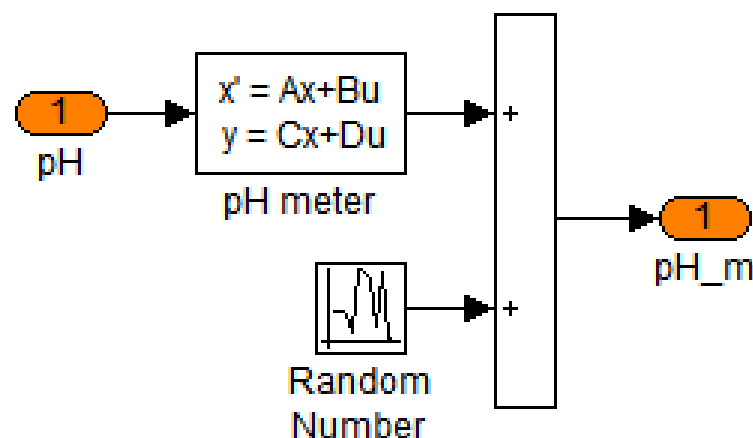 1
pH
x' = Ax+Bu
y = Cx+Du
pH meter
+
+
Random
Number
1
pH_m